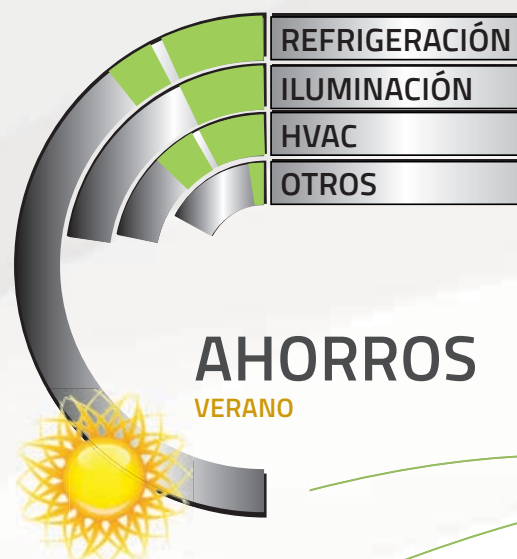 REFRIGERACIÓN
ILUMINACIÓN
HVAC
OTROS
AHORROS
VERANO